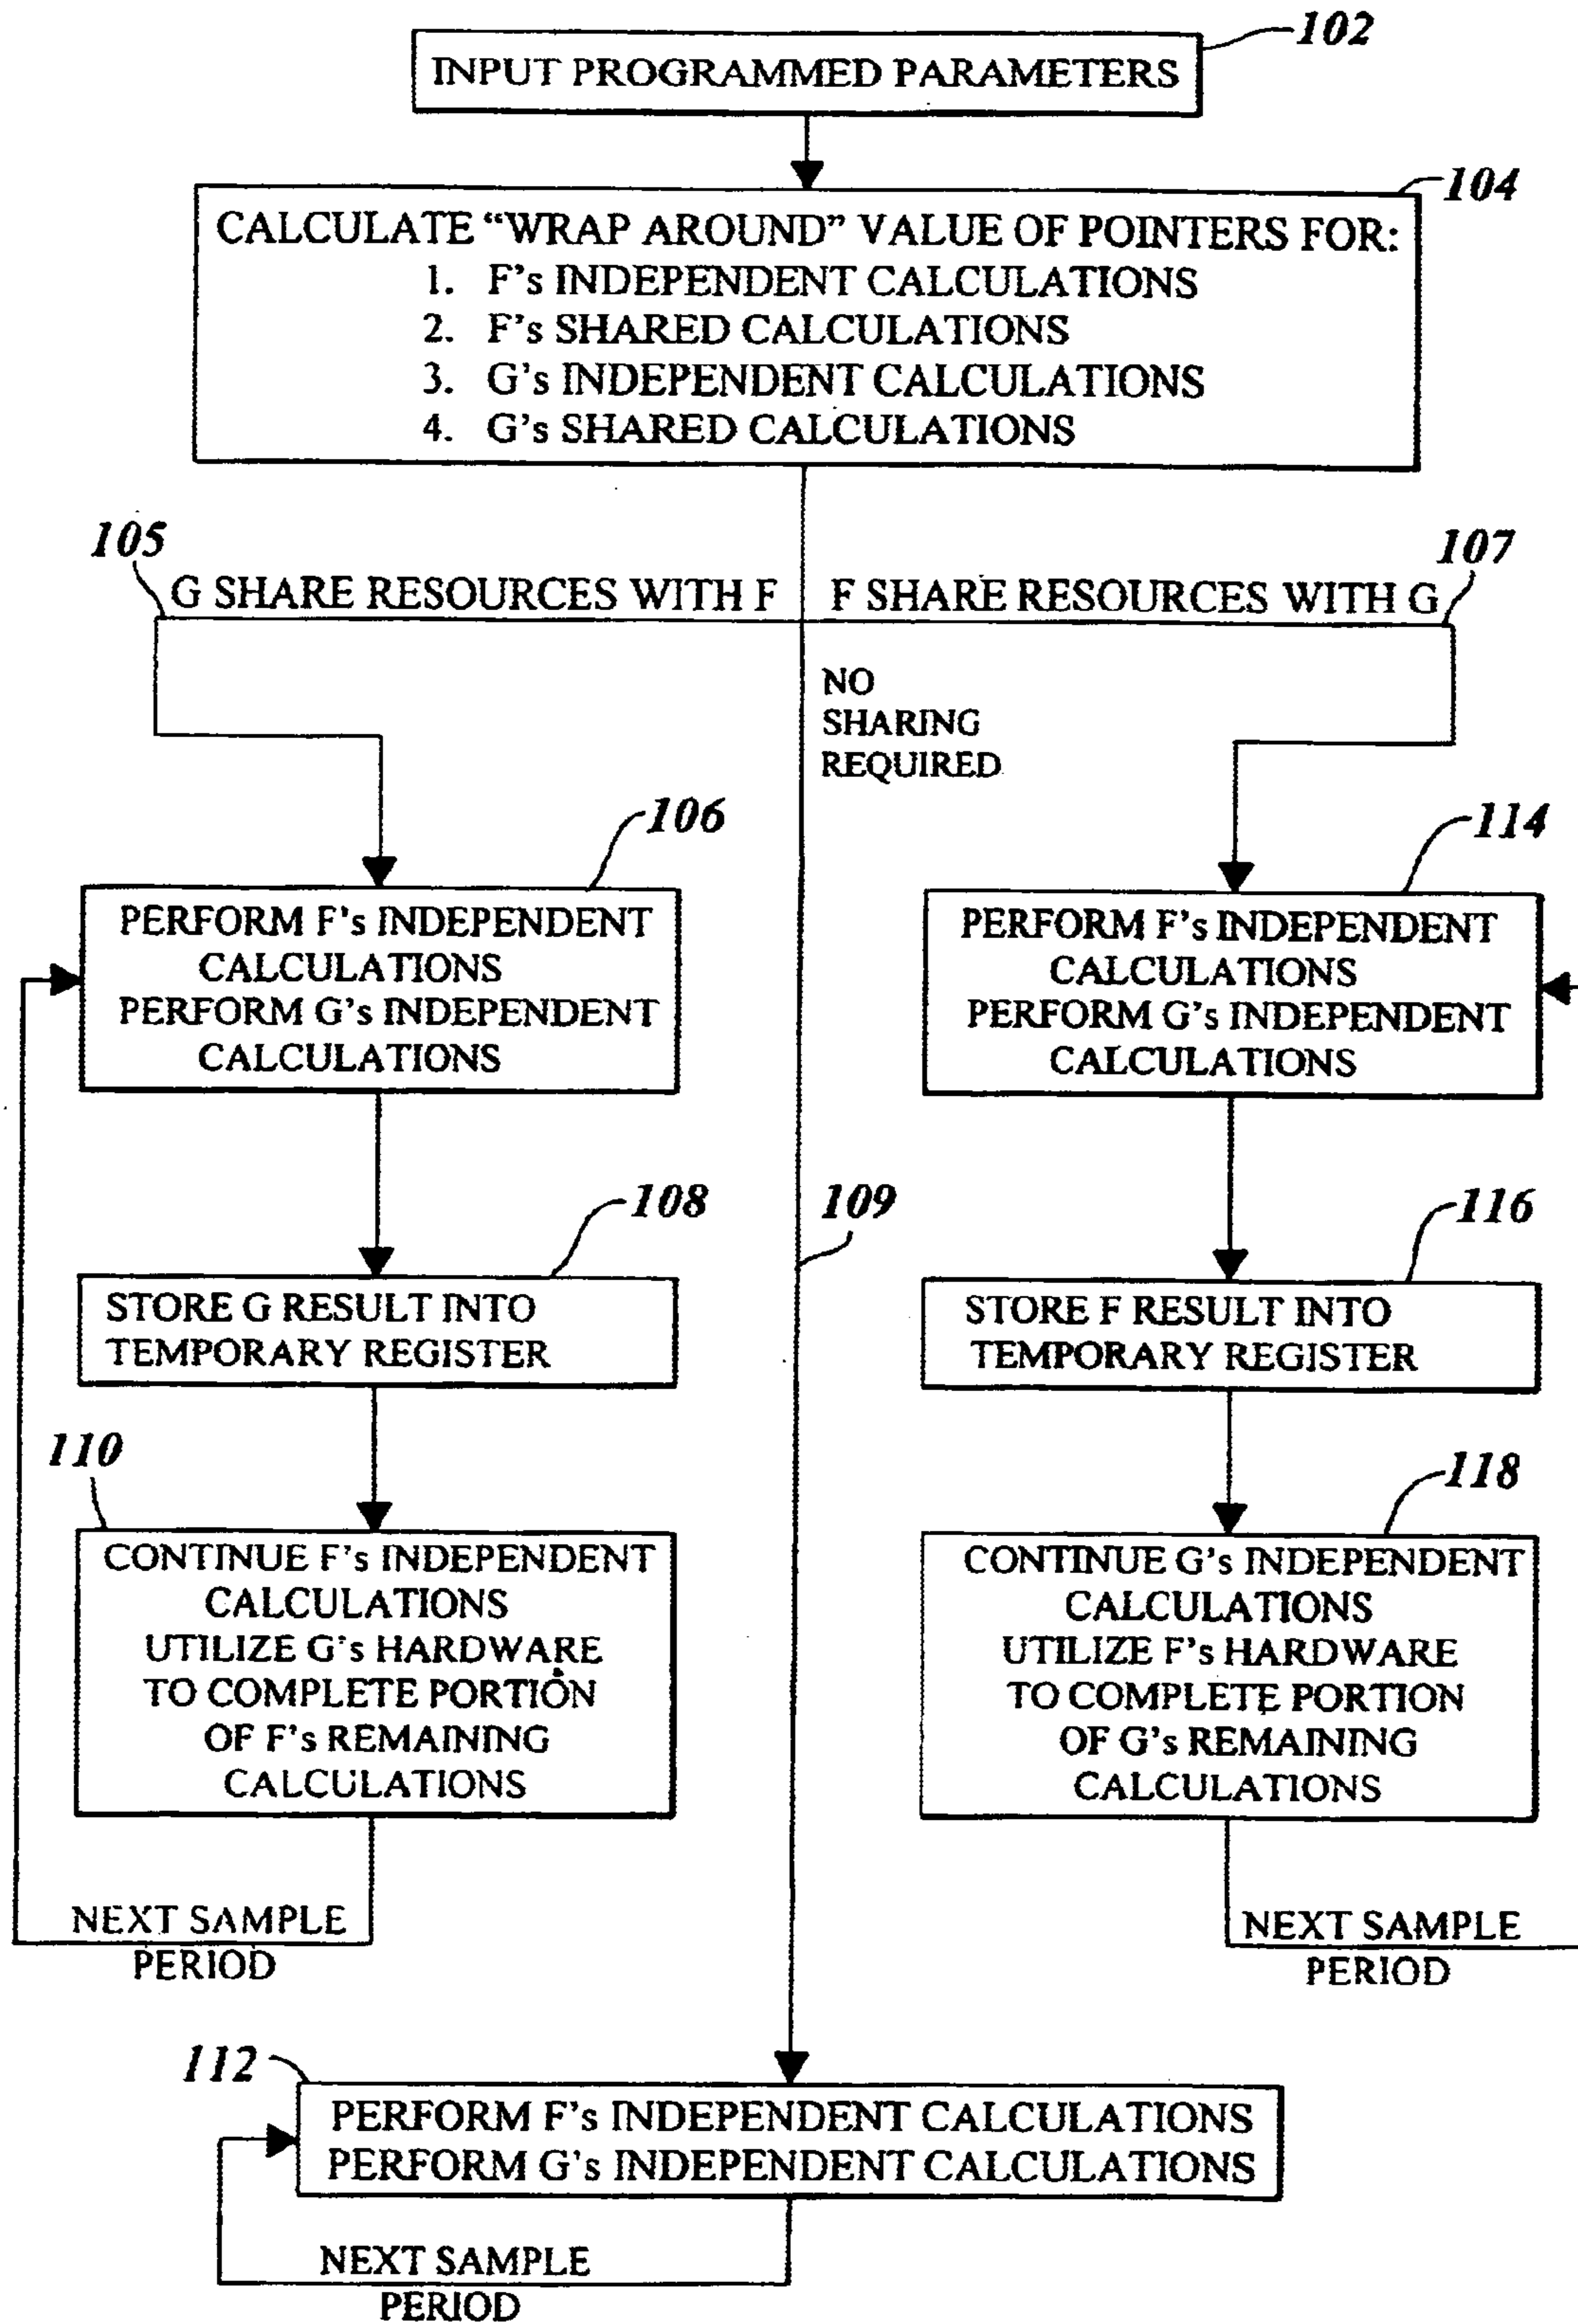 102
INPUT PROGRAMMED PARAMETERS
104
CALCULATE “WRAP AROUND” VALUE OF POINTERS FOR:
1. F's INDEPENDENT CALCULATIONS
2. F's SHARED CALCULATIONS
3. G's INDEPENDENT CALCULATIONS
4. G's SHARED CALCULATIONS
105
G SHARE RESOURCES WITH F
107
F SHARE RESOURCES WITH G
NO
SHARING
REQUIRED
106
PERFORM F's INDEPENDENT
CALCULATIONS
PERFORM G's INDEPENDENT
CALCULATIONS
108
STORE G RESULT INTO
TEMPORARY REGISTER
110
CONTINUE F's INDEPENDENT
CALCULATIONS
UTILIZE G's HARDWARE
TO COMPLETE PORTION
OF F's REMAINING
CALCULATIONS
NEXT SAMPLE
PERIOD
109
114
PERFORM F's INDEPENDENT
CALCULATIONS
PERFORM G's INDEPENDENT
CALCULATIONS
116
STORE F RESULT INTO
TEMPORARY REGISTER
118
CONTINUE G's INDEPENDENT
CALCULATIONS
UTILIZE F's HARDWARE
TO COMPLETE PORTION
OF G's REMAINING
CALCULATIONS
NEXT SAMPLE
PERIOD
112
PERFORM F's INDEPENDENT CALCULATIONS
PERFORM G's INDEPENDENT CALCULATIONS
NEXT SAMPLE
PERIOD